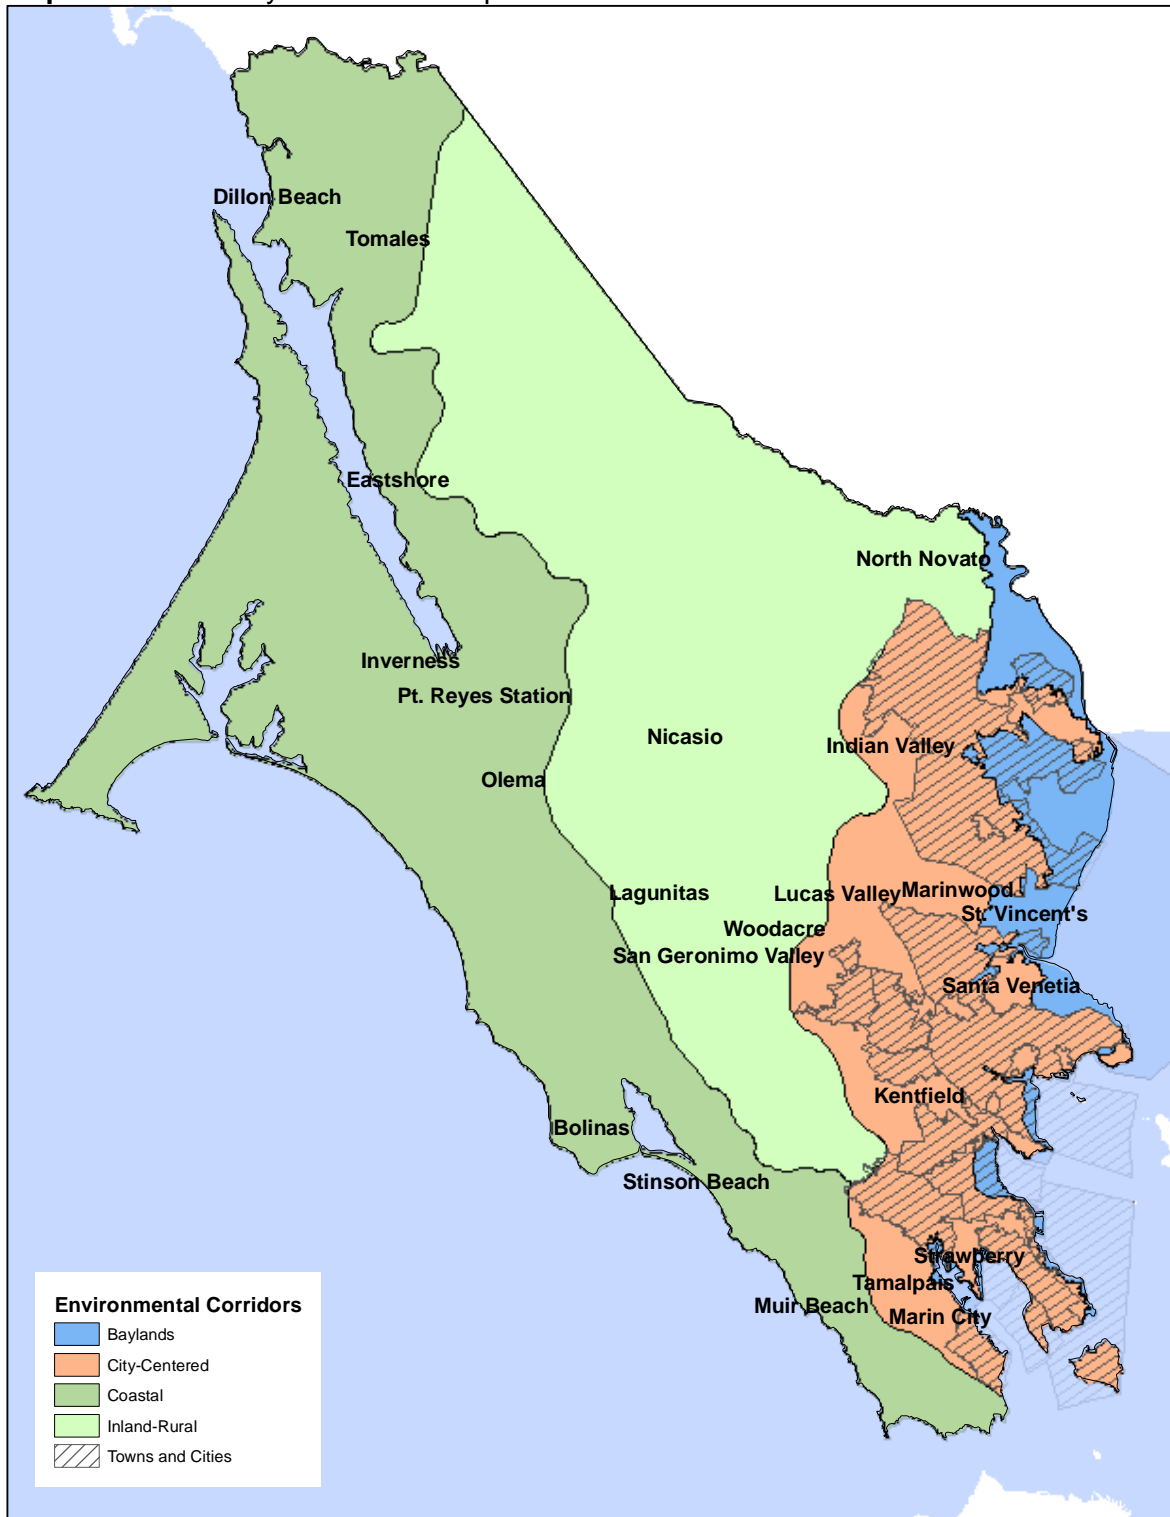 Dillon Beach
Tomales
Eastshore
North Novato
Inverness
Pt. Reyes Station
Nicasio
Indian Valley
Olema
Lagunitas
Lucas Valley
Marinwood
St. Vincent's
Woodacre
San Geronimo Valley
Santa Venetia
Kentfield
Bolinas
Stinson Beach
Strawberry
Tamalpais
Muir Beach
Marin City
Environmental Corridors
Baylands
City-Centered
Coastal
Inland-Rural
Towns and Cities